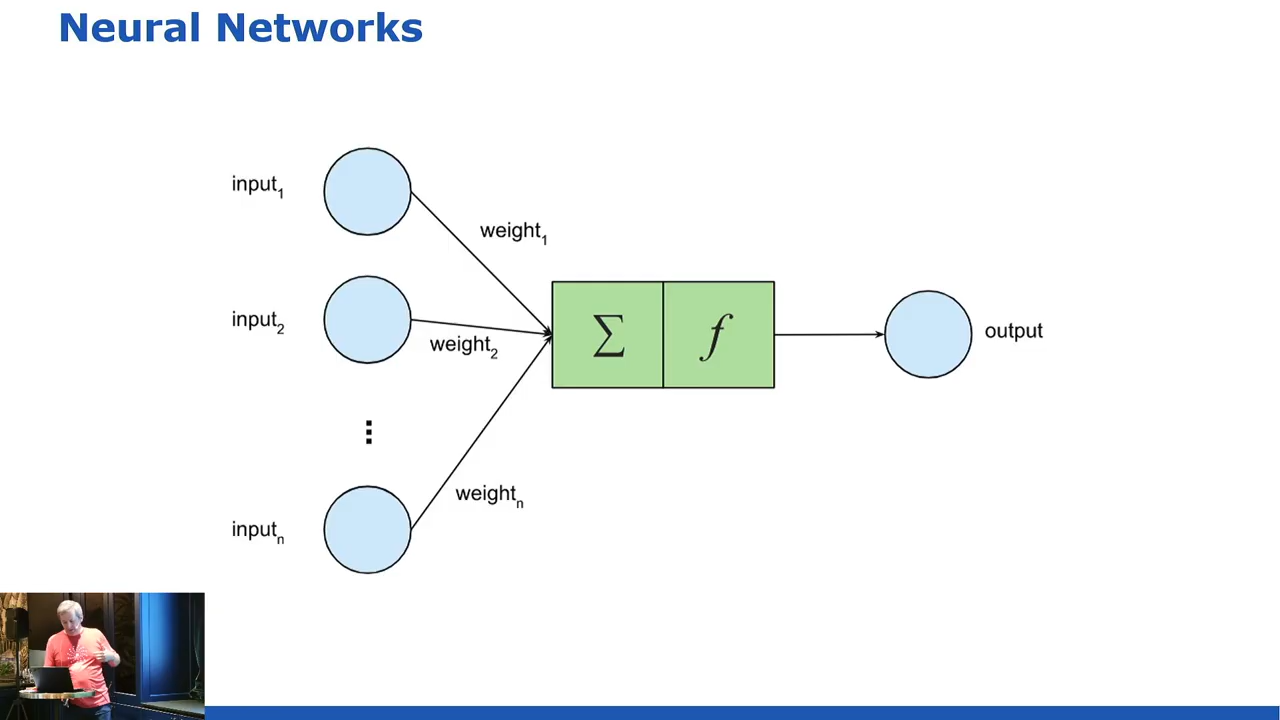 Neural Networks
input₁
weight₁
input₂
weight₂
∑ f
output
⋮
weightₙ
inputₙ